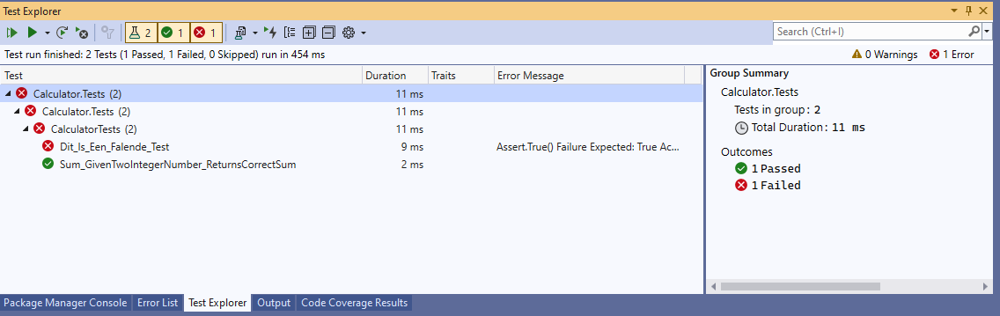 Test Explorer
2 1 1
Search (Ctrl+I)
Test run finished: 2 Tests (1 Passed, 1 Failed, 0 Skipped) run in 454 ms
0 Warnings 1 Error
Test Duration Traits Error Message
Calculator.Tests (2) 11 ms
Calculator.Tests (2) 11 ms
CalculatorTests (2) 11 ms
Dit_Is_Een_Falende_Test 9 ms Assert.True() Failure Expected: True Ac...
Sum_GivenTwoIntegerNumber_ReturnsCorrectSum 2 ms
Group Summary
Calculator.Tests
Tests in group: 2
Total Duration: 11 ms
Outcomes
1 Passed
1 Failed
Package Manager Console Error List Test Explorer Output Code Coverage Results